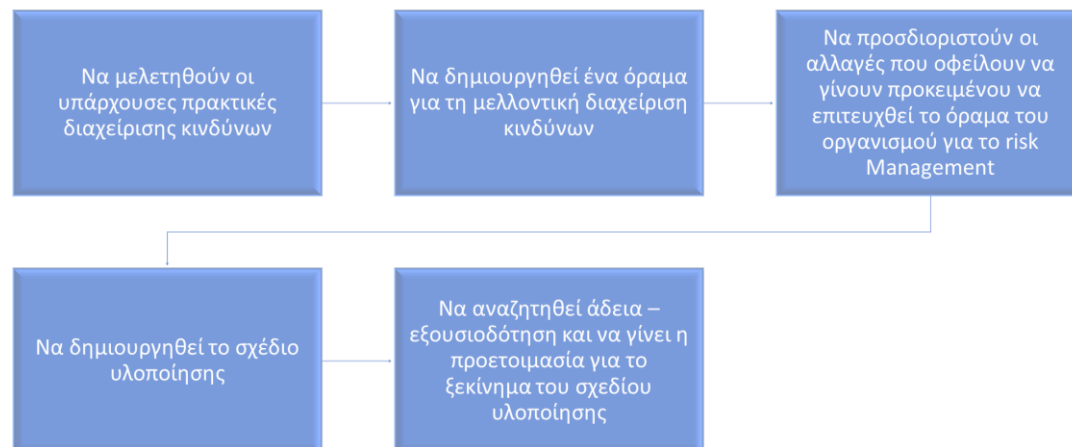 Να μελετηθούν οι
υπάρχουσες πρακτικές
διαχείρισης κινδύνων
Να δημιουργηθεί ένα όραμα
για τη μελλοντική διαχείριση
κινδύνων
Να προσδιοριστούν οι
αλλαγές που οφείλουν να
γίνουν προκειμένου να
επιτευχθεί το όραμα του
οργανισμού για το risk
Management
Να δημιουργηθεί το σχέδιο
υλοποίησης
Να αναζητηθεί άδεια –
εξουσιοδότηση και να γίνει η
προετοιμασία για το
ξεκίνημα του σχεδίου
υλοποίησης